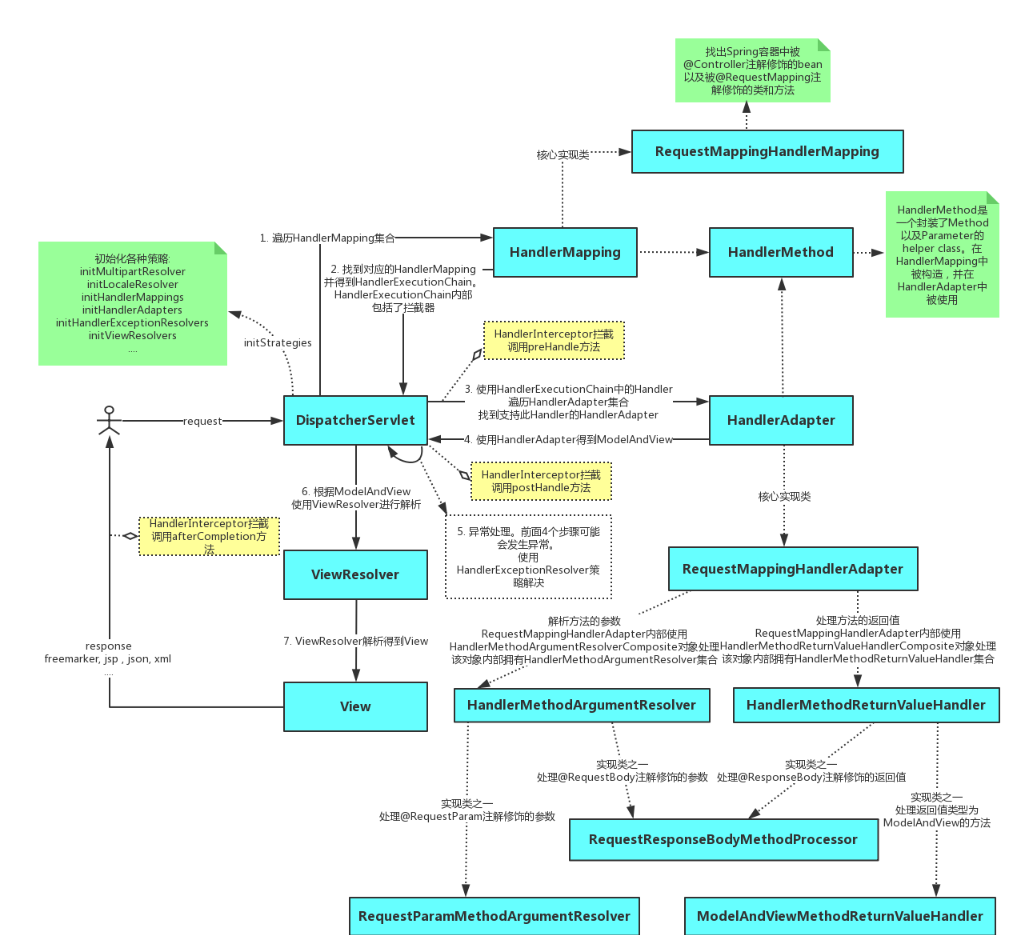 找出Spring容器中被
@Controller注解修饰的bean
以及被@RequestMapping注
解修饰的类和方法
RequestMappingHandlerMapping
核心实现类
HandlerMethod是
一个封装了Method
以及Parameter的
helper class。在
HandlerMapping中
被构造，并在
HandlerAdapter中
被使用
1. 遍历HandlerMapping集合
HandlerMapping
HandlerMethod
初始化各种策略:
initMultipartResolver
initLocaleResolver
initHandlerMappings
initHandlerAdapters
initHandlerExceptionResolvers
initViewResolvers
....
2. 找到对应的HandlerMapping
并得到HandlerExecutionChain。
HandlerExecutionChain内部
包括了拦截器
initStrategies
HandlerInterceptor拦截
调用preHandle方法
3. 使用HandlerExecutionChain中的Handler
遍历HandlerAdapter集合
找到支持此Handler的HandlerAdapter
request
DispatcherServlet
HandlerAdapter
4. 使用HandlerAdapter得到ModelAndView
HandlerInterceptor拦截
调用postHandle方法
6. 根据ModelAndView
使用ViewResolver进行解析
核心实现类
HandlerInterceptor拦截
调用afterCompletion方
法
5. 异常处理。前面4个步骤可能
会发生异常。
使用
HandlerExceptionResolver策
略解决
ViewResolver
RequestMappingHandlerAdapter
解析方法的参数
RequestMappingHandlerAdapter内部使用
HandlerMethodArgumentResolverComposite对象处理
该对象内部拥有HandlerMethodArgumentResolver集合
处理方法的返回值
RequestMappingHandlerAdapter内部使用
HandlerMethodReturnValueHandlerComposite对象处理
该对象内部拥有HandlerMethodReturnValueHandler集合
7. ViewResolver解析得到View
response
freemarker, jsp , json, xml
....
View
HandlerMethodArgumentResolver
HandlerMethodReturnValueHandler
实现类之一
处理@RequestBody注解修饰的参数
实现类之一
处理@ResponseBody注解修饰的返回值
实现类之一
处理@RequestParam注解修饰的参数
实现类之一
处理返回值类型为
ModelAndView的方法
RequestResponseBodyMethodProcessor
RequestParamMethodArgumentResolver
ModelAndViewMethodReturnValueHandler